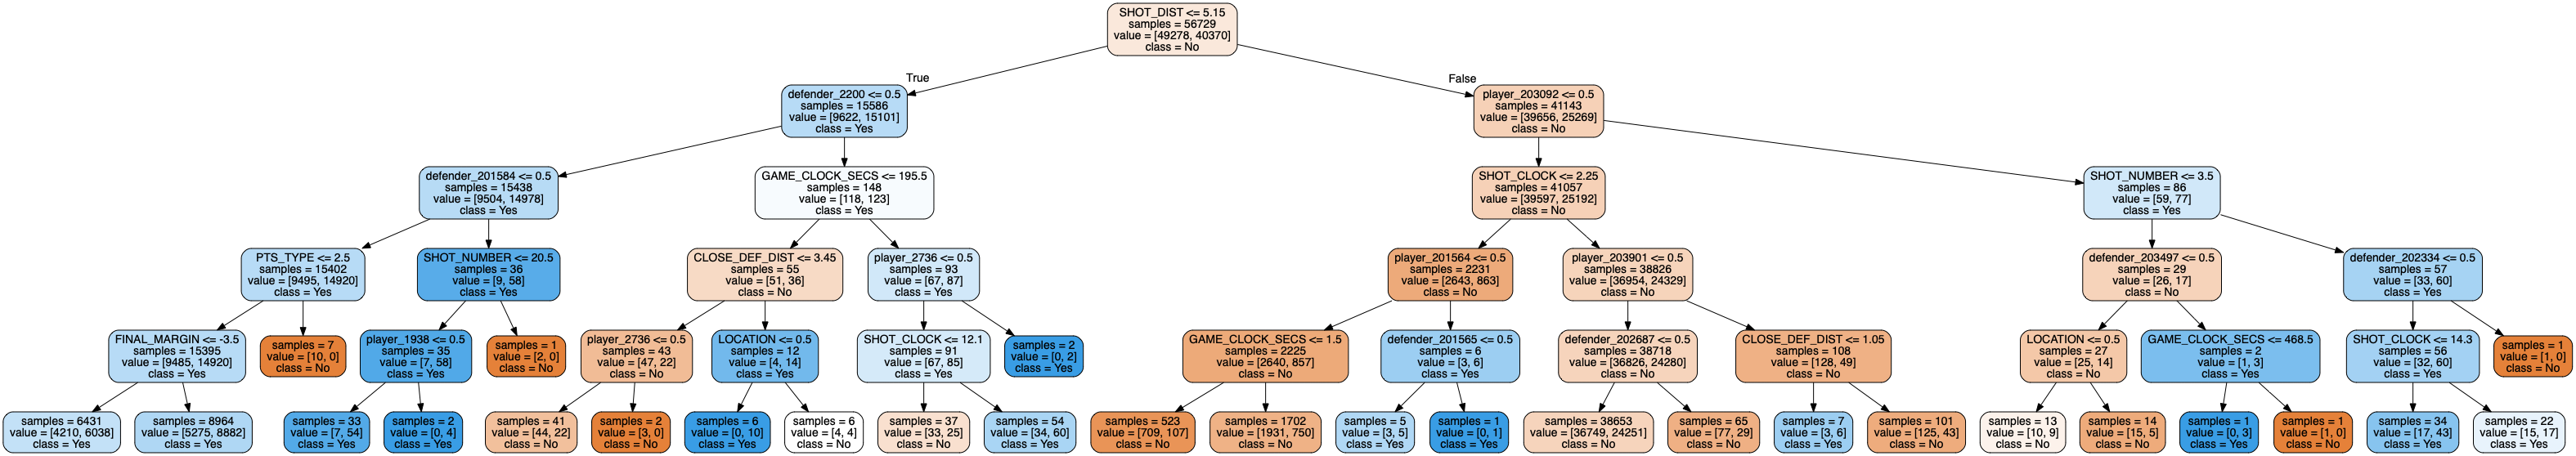 SHOT_DIST <= 5.15
samples = 56729
value = [49278, 40370]
class = No
True
False
defender_2200 <= 0.5
samples = 15586
value = [9622, 15101]
class = Yes
player_203092 <= 0.5
samples = 41143
value = [39656, 25269]
class = No
defender_201584 <= 0.5
samples = 15438
value = [9504, 14978]
class = Yes
GAME_CLOCK_SECS <= 195.5
samples = 148
value = [118, 123]
class = Yes
SHOT_CLOCK <= 2.25
samples = 41057
value = [39597, 25192]
class = No
SHOT_NUMBER <= 3.5
samples = 86
value = [59, 77]
class = Yes
PTS_TYPE <= 2.5
samples = 15402
value = [9495, 14920]
class = Yes
SHOT_NUMBER <= 20.5
samples = 36
value = [9, 58]
class = Yes
CLOSE_DEF_DIST <= 3.45
samples = 55
value = [51, 36]
class = No
player_2736 <= 0.5
samples = 93
value = [67, 87]
class = Yes
player_201564 <= 0.5
samples = 2231
value = [2643, 863]
class = No
player_203901 <= 0.5
samples = 38826
value = [36954, 24329]
class = No
defender_203497 <= 0.5
samples = 29
value = [26, 17]
class = No
defender_202334 <= 0.5
samples = 57
value = [33, 60]
class = Yes
FINAL_MARGIN <= -3.5
samples = 15395
value = [9485, 14920]
class = Yes
samples = 7
value = [10, 0]
class = No
player_1938 <= 0.5
samples = 35
value = [7, 58]
class = Yes
samples = 1
value = [2, 0]
class = No
player_2736 <= 0.5
samples = 43
value = [47, 22]
class = No
LOCATION <= 0.5
samples = 12
value = [4, 14]
class = Yes
SHOT_CLOCK <= 12.1
samples = 91
value = [67, 85]
class = Yes
samples = 2
value = [0, 2]
class = Yes
GAME_CLOCK_SECS <= 1.5
samples = 2225
value = [2640, 857]
class = No
defender_201565 <= 0.5
samples = 6
value = [3, 6]
class = Yes
defender_202687 <= 0.5
samples = 38718
value = [36826, 24280]
class = No
CLOSE_DEF_DIST <= 1.05
samples = 108
value = [128, 49]
class = No
LOCATION <= 0.5
samples = 27
value = [25, 14]
class = No
GAME_CLOCK_SECS <= 468.5
samples = 2
value = [1, 3]
class = Yes
SHOT_CLOCK <= 14.3
samples = 56
value = [32, 60]
class = Yes
samples = 1
value = [1, 0]
class = No
samples = 6431
value = [4210, 6038]
class = Yes
samples = 8964
value = [5275, 8882]
class = Yes
samples = 33
value = [7, 54]
class = Yes
samples = 2
value = [0, 4]
class = Yes
samples = 41
value = [44, 22]
class = No
samples = 2
value = [3, 0]
class = No
samples = 6
value = [0, 10]
class = Yes
samples = 6
value = [4, 4]
class = No
samples = 37
value = [33, 25]
class = No
samples = 54
value = [34, 60]
class = Yes
samples = 523
value = [709, 107]
class = No
samples = 1702
value = [1931, 750]
class = No
samples = 5
value = [3, 5]
class = Yes
samples = 1
value = [0, 1]
class = Yes
samples = 38653
value = [36749, 24251]
class = No
samples = 65
value = [77, 29]
class = No
samples = 7
value = [3, 6]
class = Yes
samples = 101
value = [125, 43]
class = No
samples = 13
value = [10, 9]
class = No
samples = 14
value = [15, 5]
class = No
samples = 1
value = [0, 3]
class = Yes
samples = 1
value = [1, 0]
class = No
samples = 34
value = [17, 43]
class = Yes
samples = 22
value = [15, 17]
class = Yes